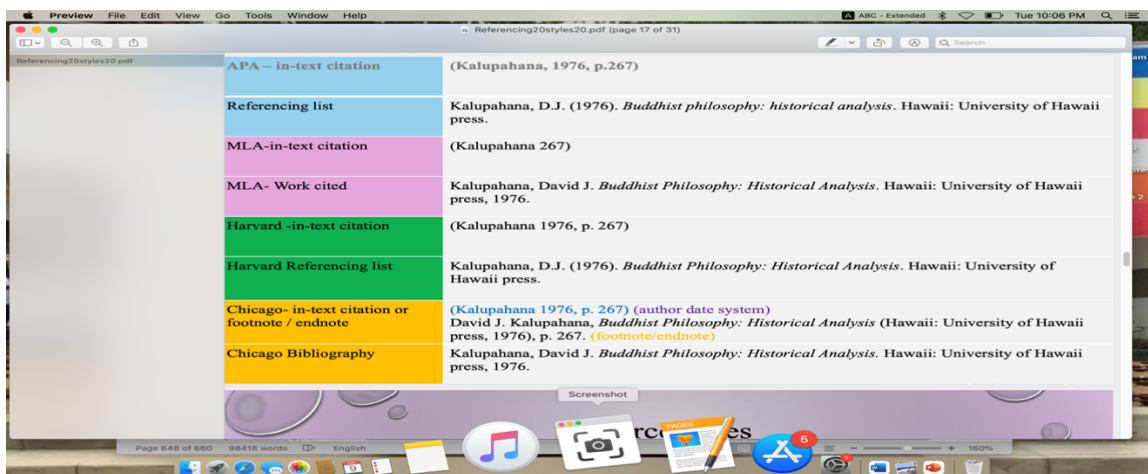 Preview File Edit View Go Tools Window Help
ABC - Extended Tue 10:06 PM
Referencing20styles20.pdf (page 17 of 31)
Search
Referencing20styles20.pdf
APA – in-text citation
(Kalupahana, 1976, p.267)
Referencing list
Kalupahana, D.J. (1976). Buddhist philosophy: historical analysis. Hawaii: University of Hawaii
press.
MLA-in-text citation
(Kalupahana 267)
MLA- Work cited
Kalupahana, David J. Buddhist Philosophy: Historical Analysis. Hawaii: University of Hawaii
press, 1976.
Harvard -in-text citation
(Kalupahana 1976, p. 267)
Harvard Referencing list
Kalupahana, D.J. (1976). Buddhist Philosophy: Historical Analysis. Hawaii: University of
Hawaii press.
Chicago- in-text citation or
footnote / endnote
(Kalupahana 1976, p. 267) (author date system)
David J. Kalupahana, Buddhist Philosophy: Historical Analysis (Hawaii: University of Hawaii
press, 1976), p. 267. (footnote/endnote)
Chicago Bibliography
Kalupahana, David J. Buddhist Philosophy: Historical Analysis. Hawaii: University of Hawaii
press, 1976.
Screenshot
PAGES
5
Page 648 of 660 98418 words English
160%
9